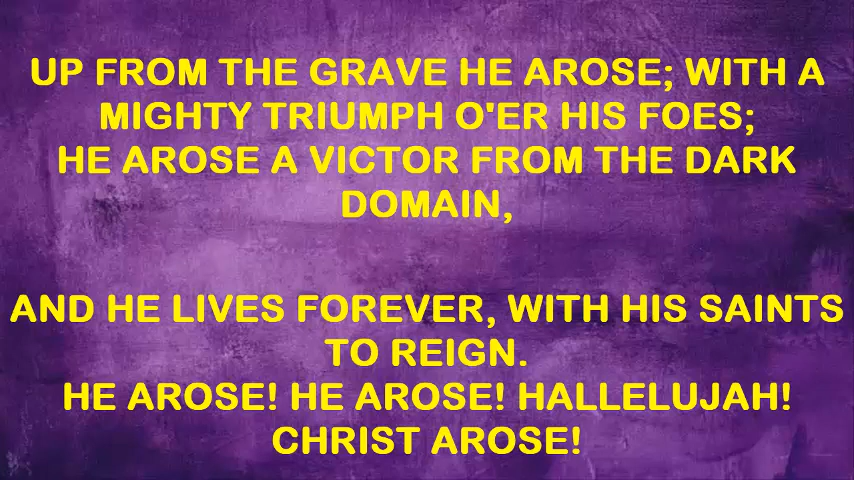 UP FROM THE GRAVE HE AROSE; WITH A
MIGHTY TRIUMPH O'ER HIS FOES;
HE AROSE A VICTOR FROM THE DARK
DOMAIN,
AND HE LIVES FOREVER, WITH HIS SAINTS
TO REIGN.
HE AROSE! HE AROSE! HALLELUJAH!
CHRIST AROSE!